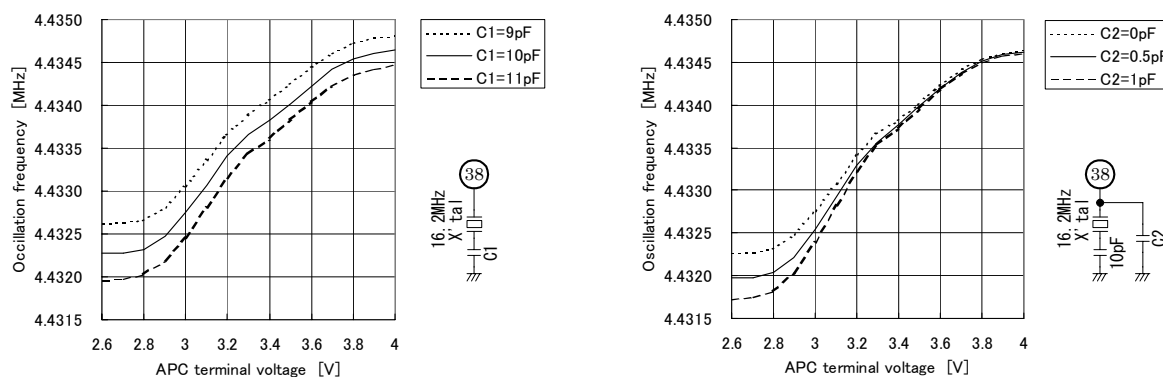 Occillation frequency [MHz]
4.4350
4.4345
4.4340
4.4335
4.4330
4.4325
4.4320
4.4315
2.6 2.8 3 3.2 3.4 3.6 3.8 4
APC terminal voltage [V]
C1=9pF
C1=10pF
C1=11pF
38
16.2MHz
X'tal
C1
Oscillation frequency [MHz]
4.4350
4.4345
4.4340
4.4335
4.4330
4.4325
4.4320
4.4315
2.6 2.8 3 3.2 3.4 3.6 3.8 4
APC terminal voltage [V]
C2=0pF
C2=0.5pF
C2=1pF
38
16.2MHz
X'tal
10pF
C2